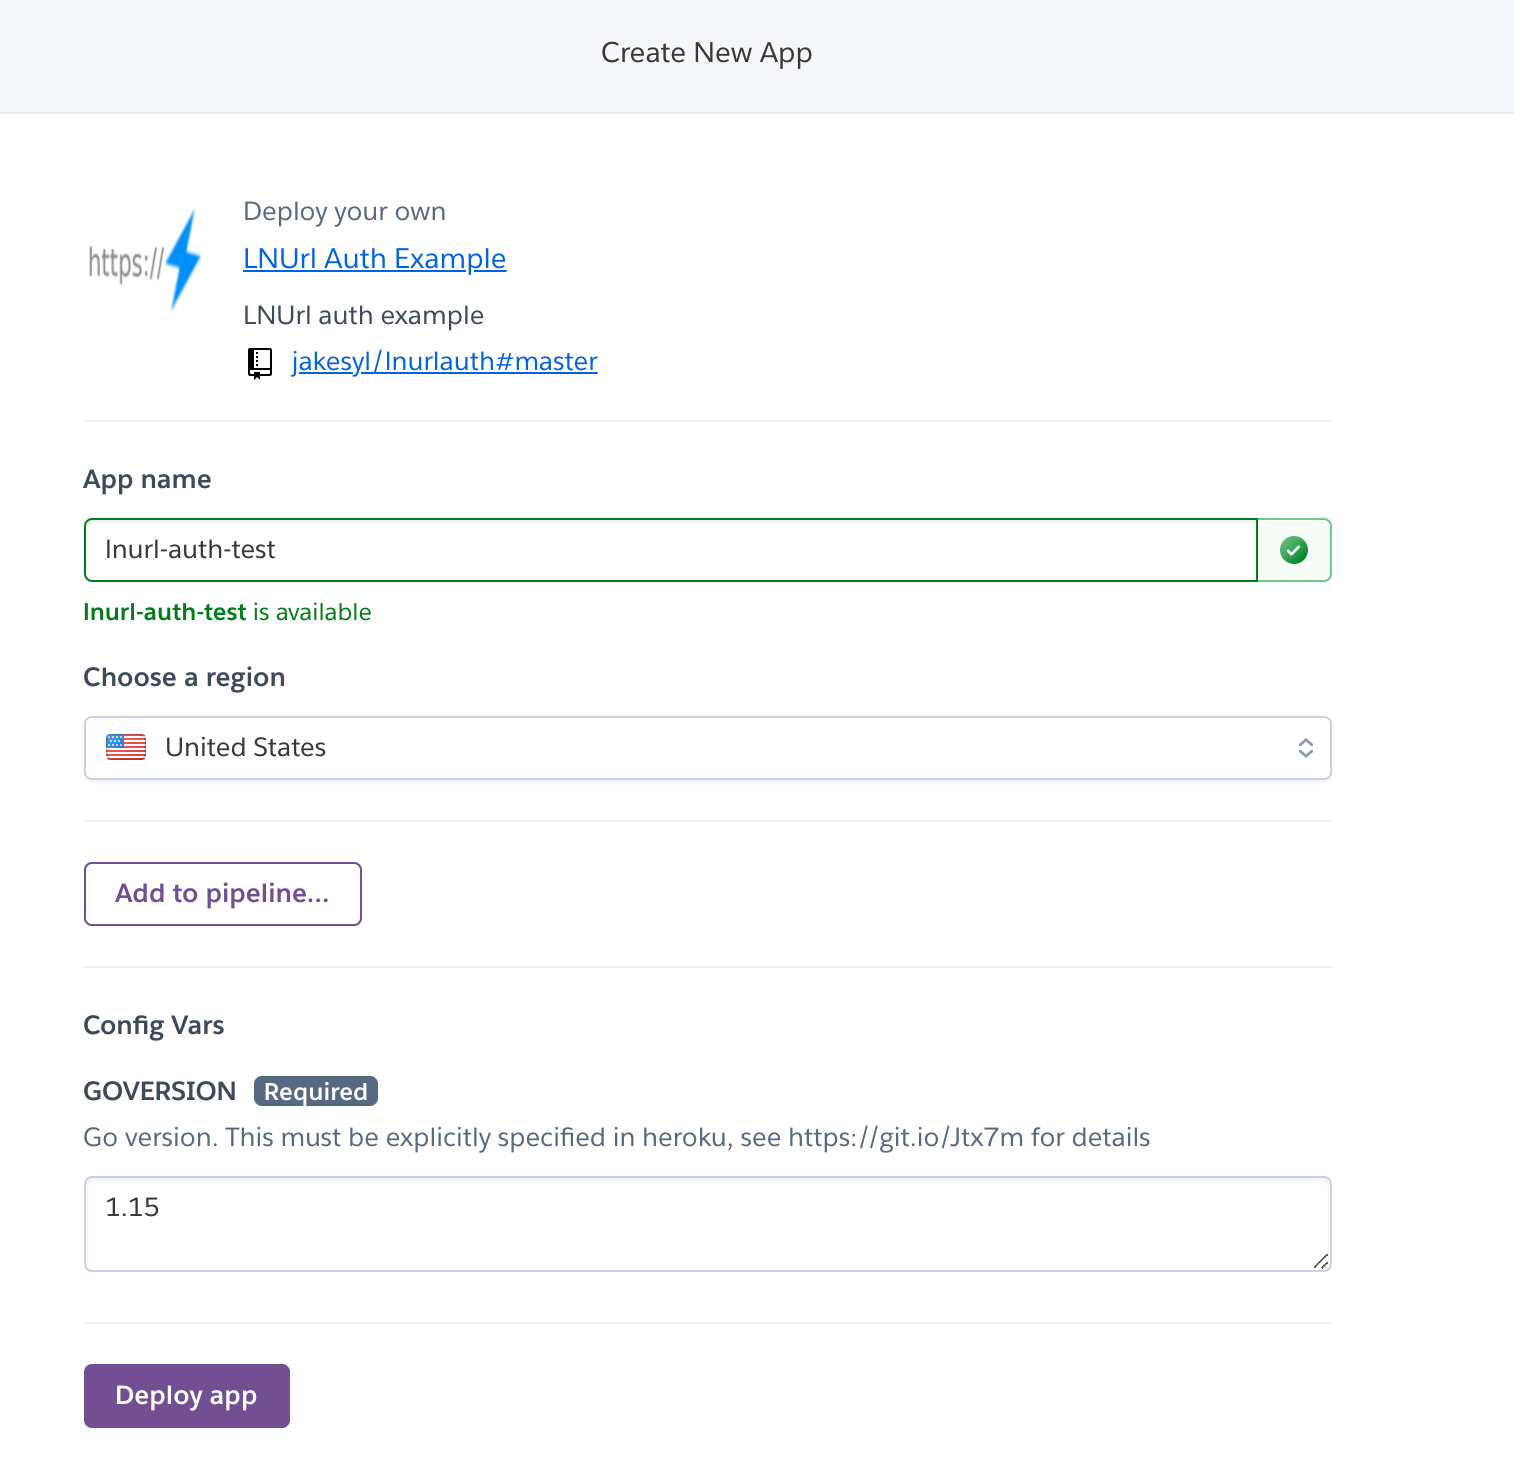 Create New App
https://
Deploy your own
LNUrl Auth Example
LNUrl auth example
jakesyl/lnurlauth#master
App name
lnurl-auth-test
lnurl-auth-test is available
Choose a region
United States
Add to pipeline...
Config Vars
GOVERSION Required
Go version. This must be explicitly specified in heroku, see https://git.io/Jtx7m for details
1.15
Deploy app